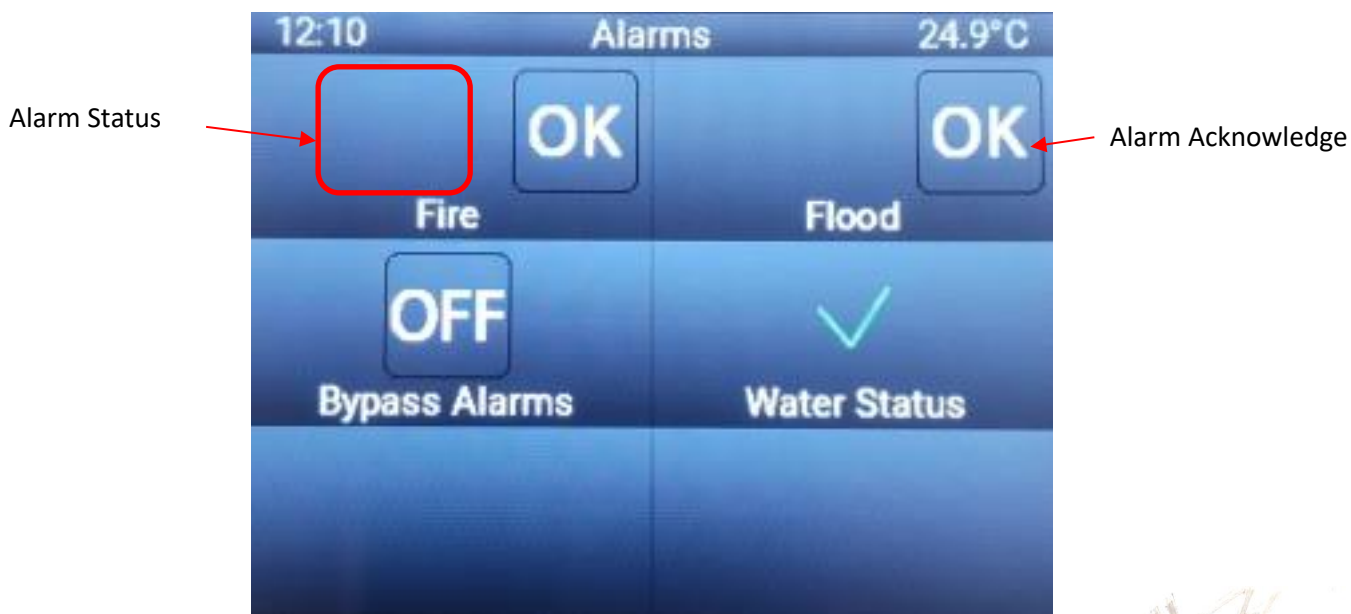 12:10 Alarms 24.9°C
Alarm Status
OK
OK
Alarm Acknowledge
Fire
Flood
OFF
Bypass Alarms
Water Status